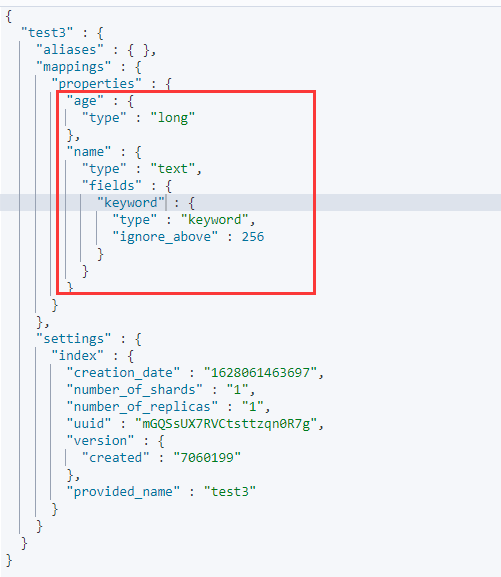 {
  "test3" : {
    "aliases" : { },
    "mappings" : {
      "properties" : {
        "age" : {
          "type" : "long"
        },
        "name" : {
          "type" : "text",
          "fields" : {
            "keyword" : {
              "type" : "keyword",
              "ignore_above" : 256
            }
          }
        }
      }
    },
    "settings" : {
      "index" : {
        "creation_date" : "1628061463697",
        "number_of_shards" : "1",
        "number_of_replicas" : "1",
        "uuid" : "mGQSsUX7RVCtsttzqn0R7g",
        "version" : {
          "created" : "7060199"
        },
        "provided_name" : "test3"
      }
    }
  }
}